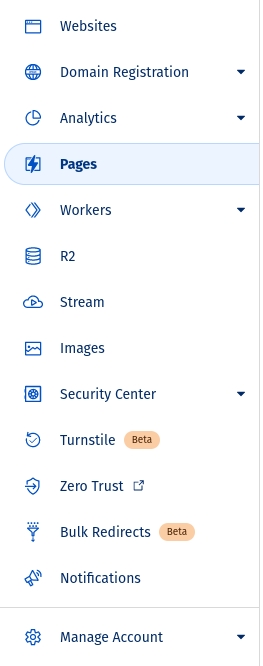 Websites
Domain Registration
Analytics
Pages
Workers
R2
Stream
Images
Security Center
Turnstile Beta
Zero Trust
Bulk Redirects Beta
Notifications
Manage Account